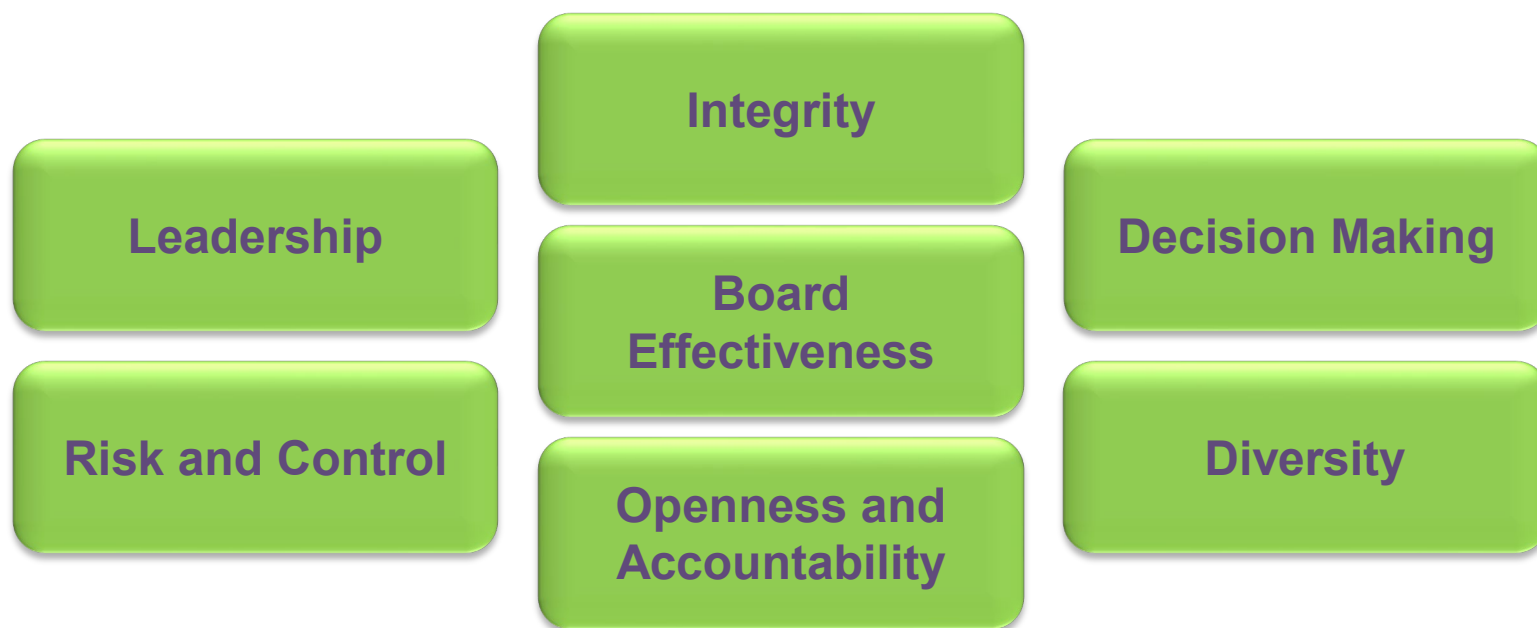 Integrity
Leadership
Decision Making
Board
Effectiveness
Risk and Control
Diversity
Openness and
Accountability